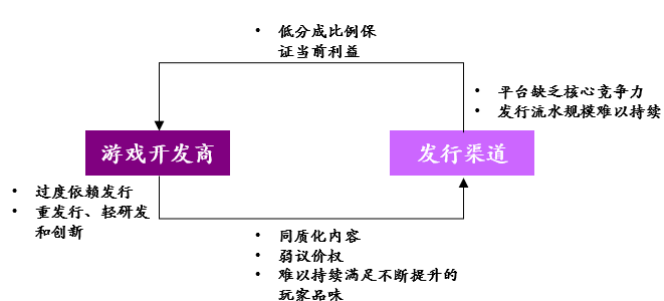 低分成比例保
证当前利益
平台缺乏核心竞争力
发行流水规模难以持续
游戏开发商
发行渠道
过度依赖发行
重发行、轻研发
和创新
同质化内容
弱议价权
难以持续满足不断提升的
玩家品味